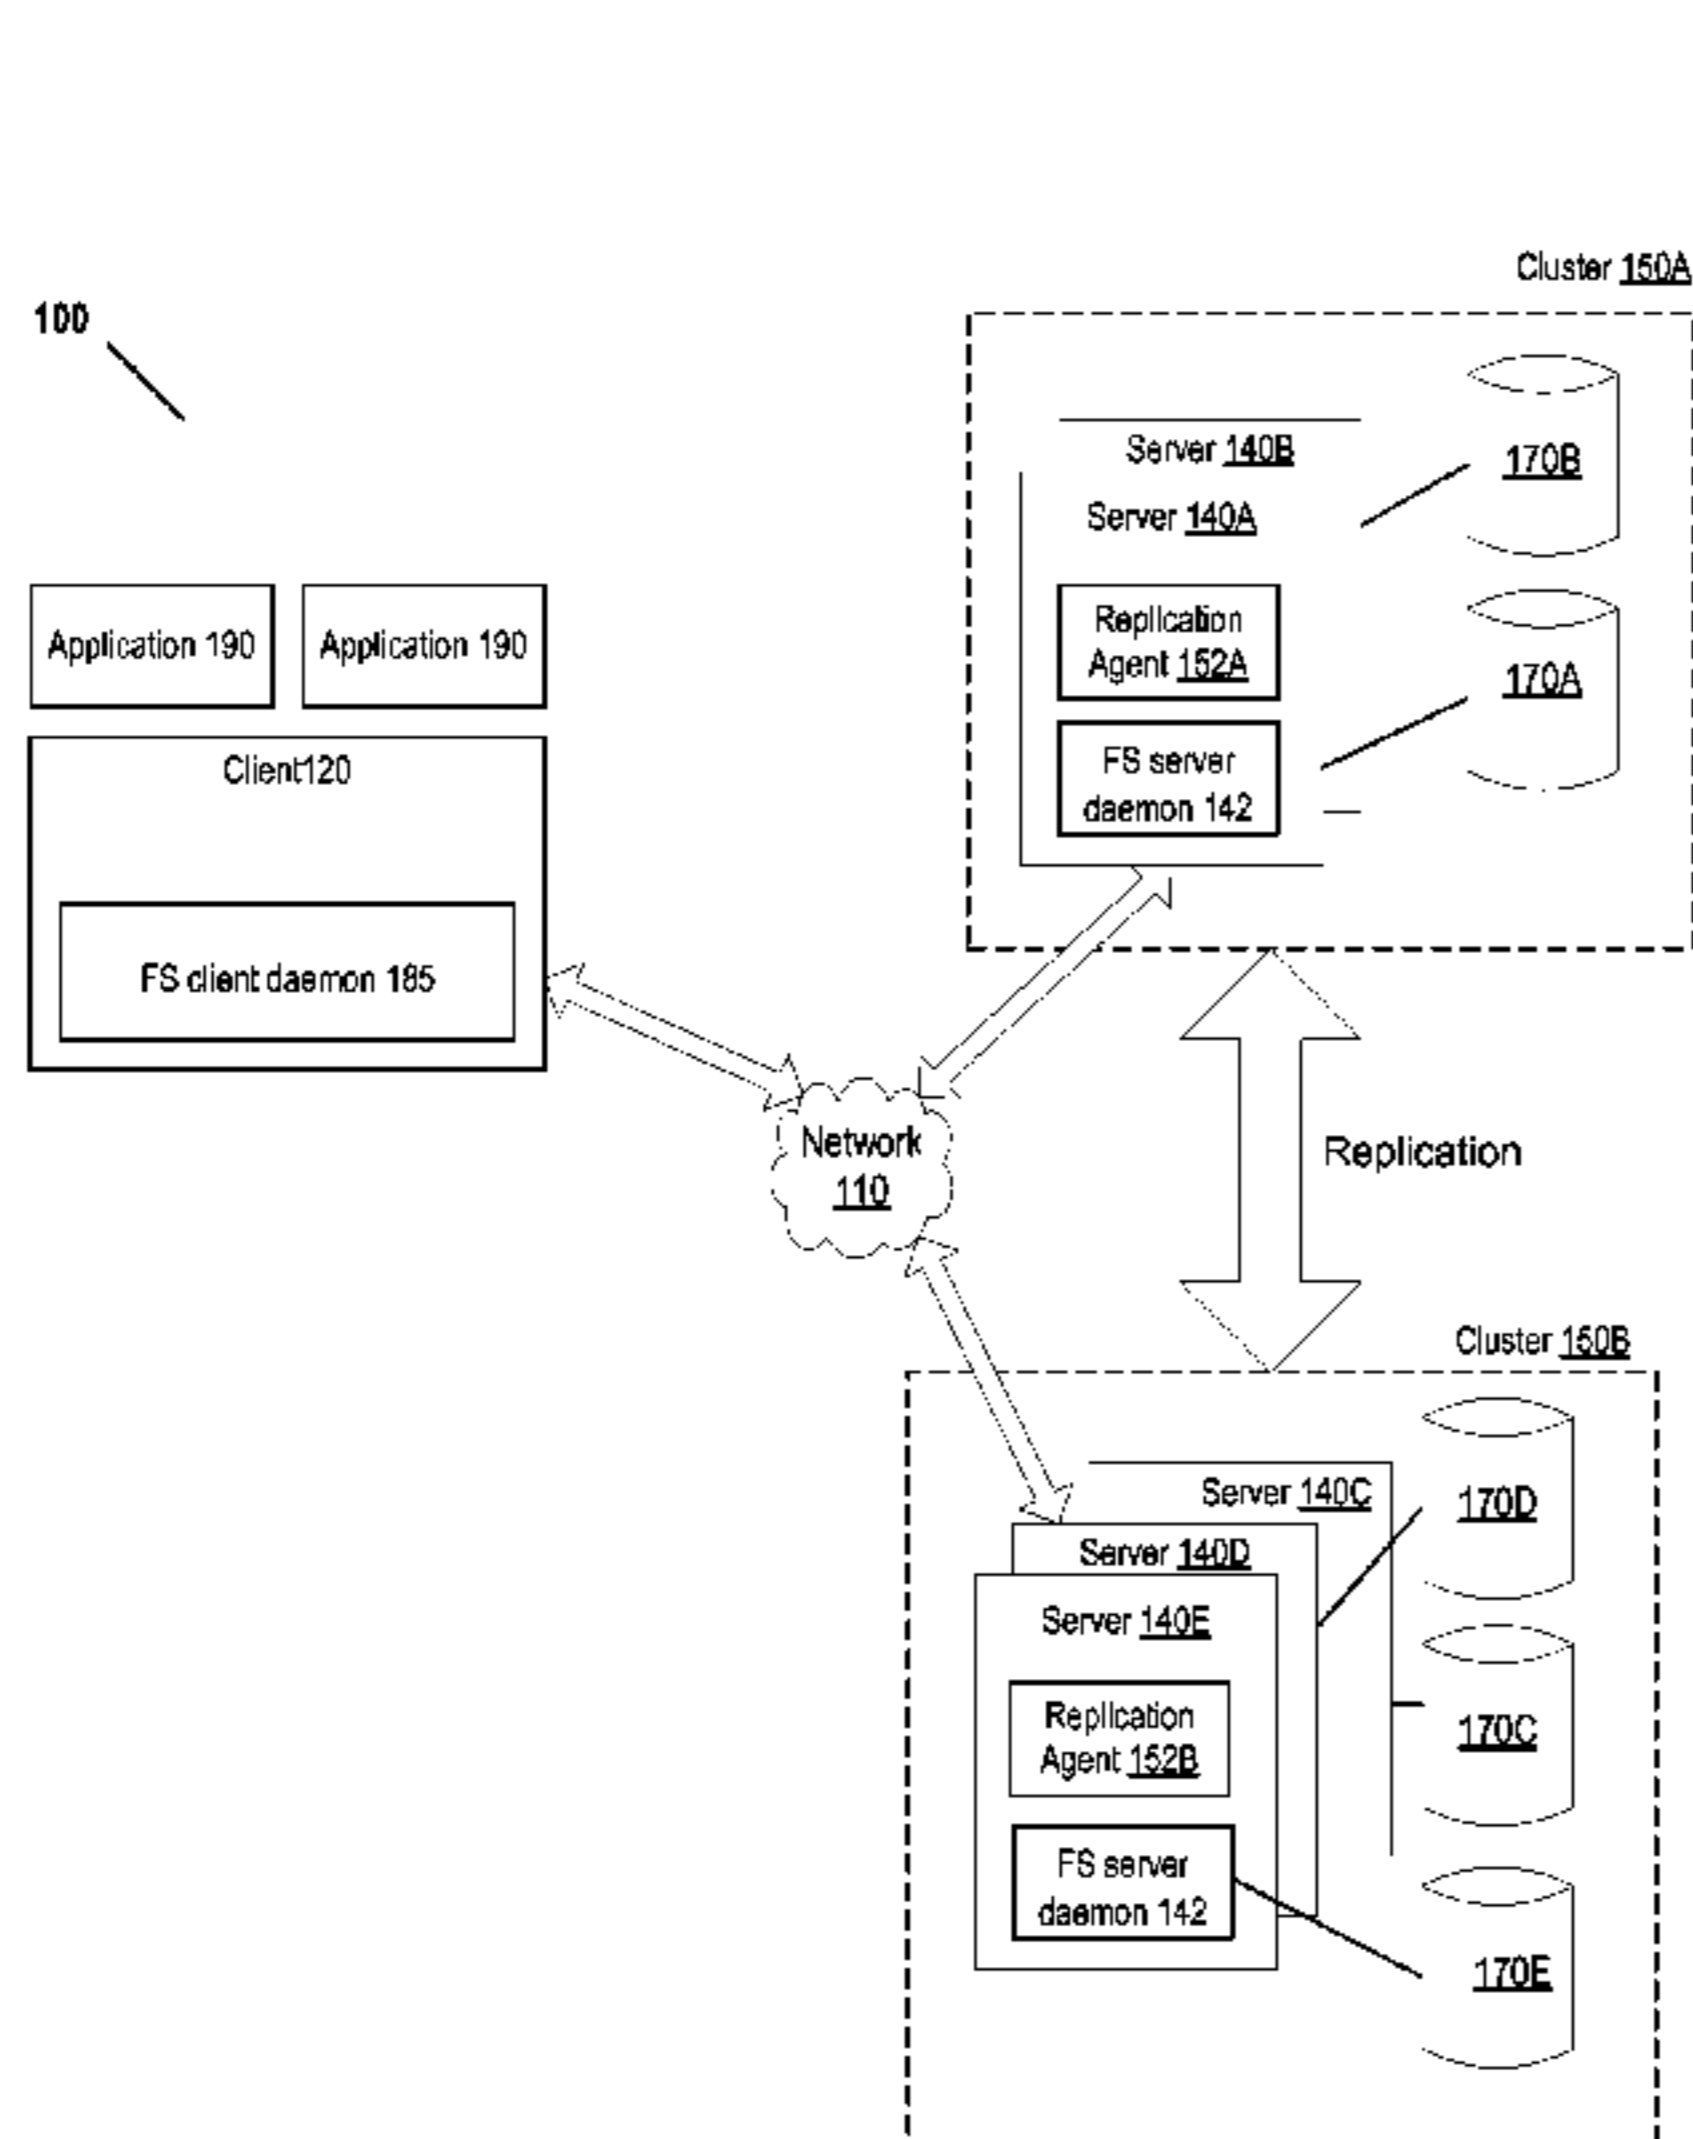 Cluster 150A
100
170B
Server 140B
Server 140A
Replication
Agent 152A
170A
Application 190
Application 190
FS server
daemon 142
Client120
FS client daemon 185
Network
110
Replication
Cluster 150B
Server 140C
170D
Server 140D
Server 140E
Replication
Agent 152B
170C
FS server
daemon 142
170E